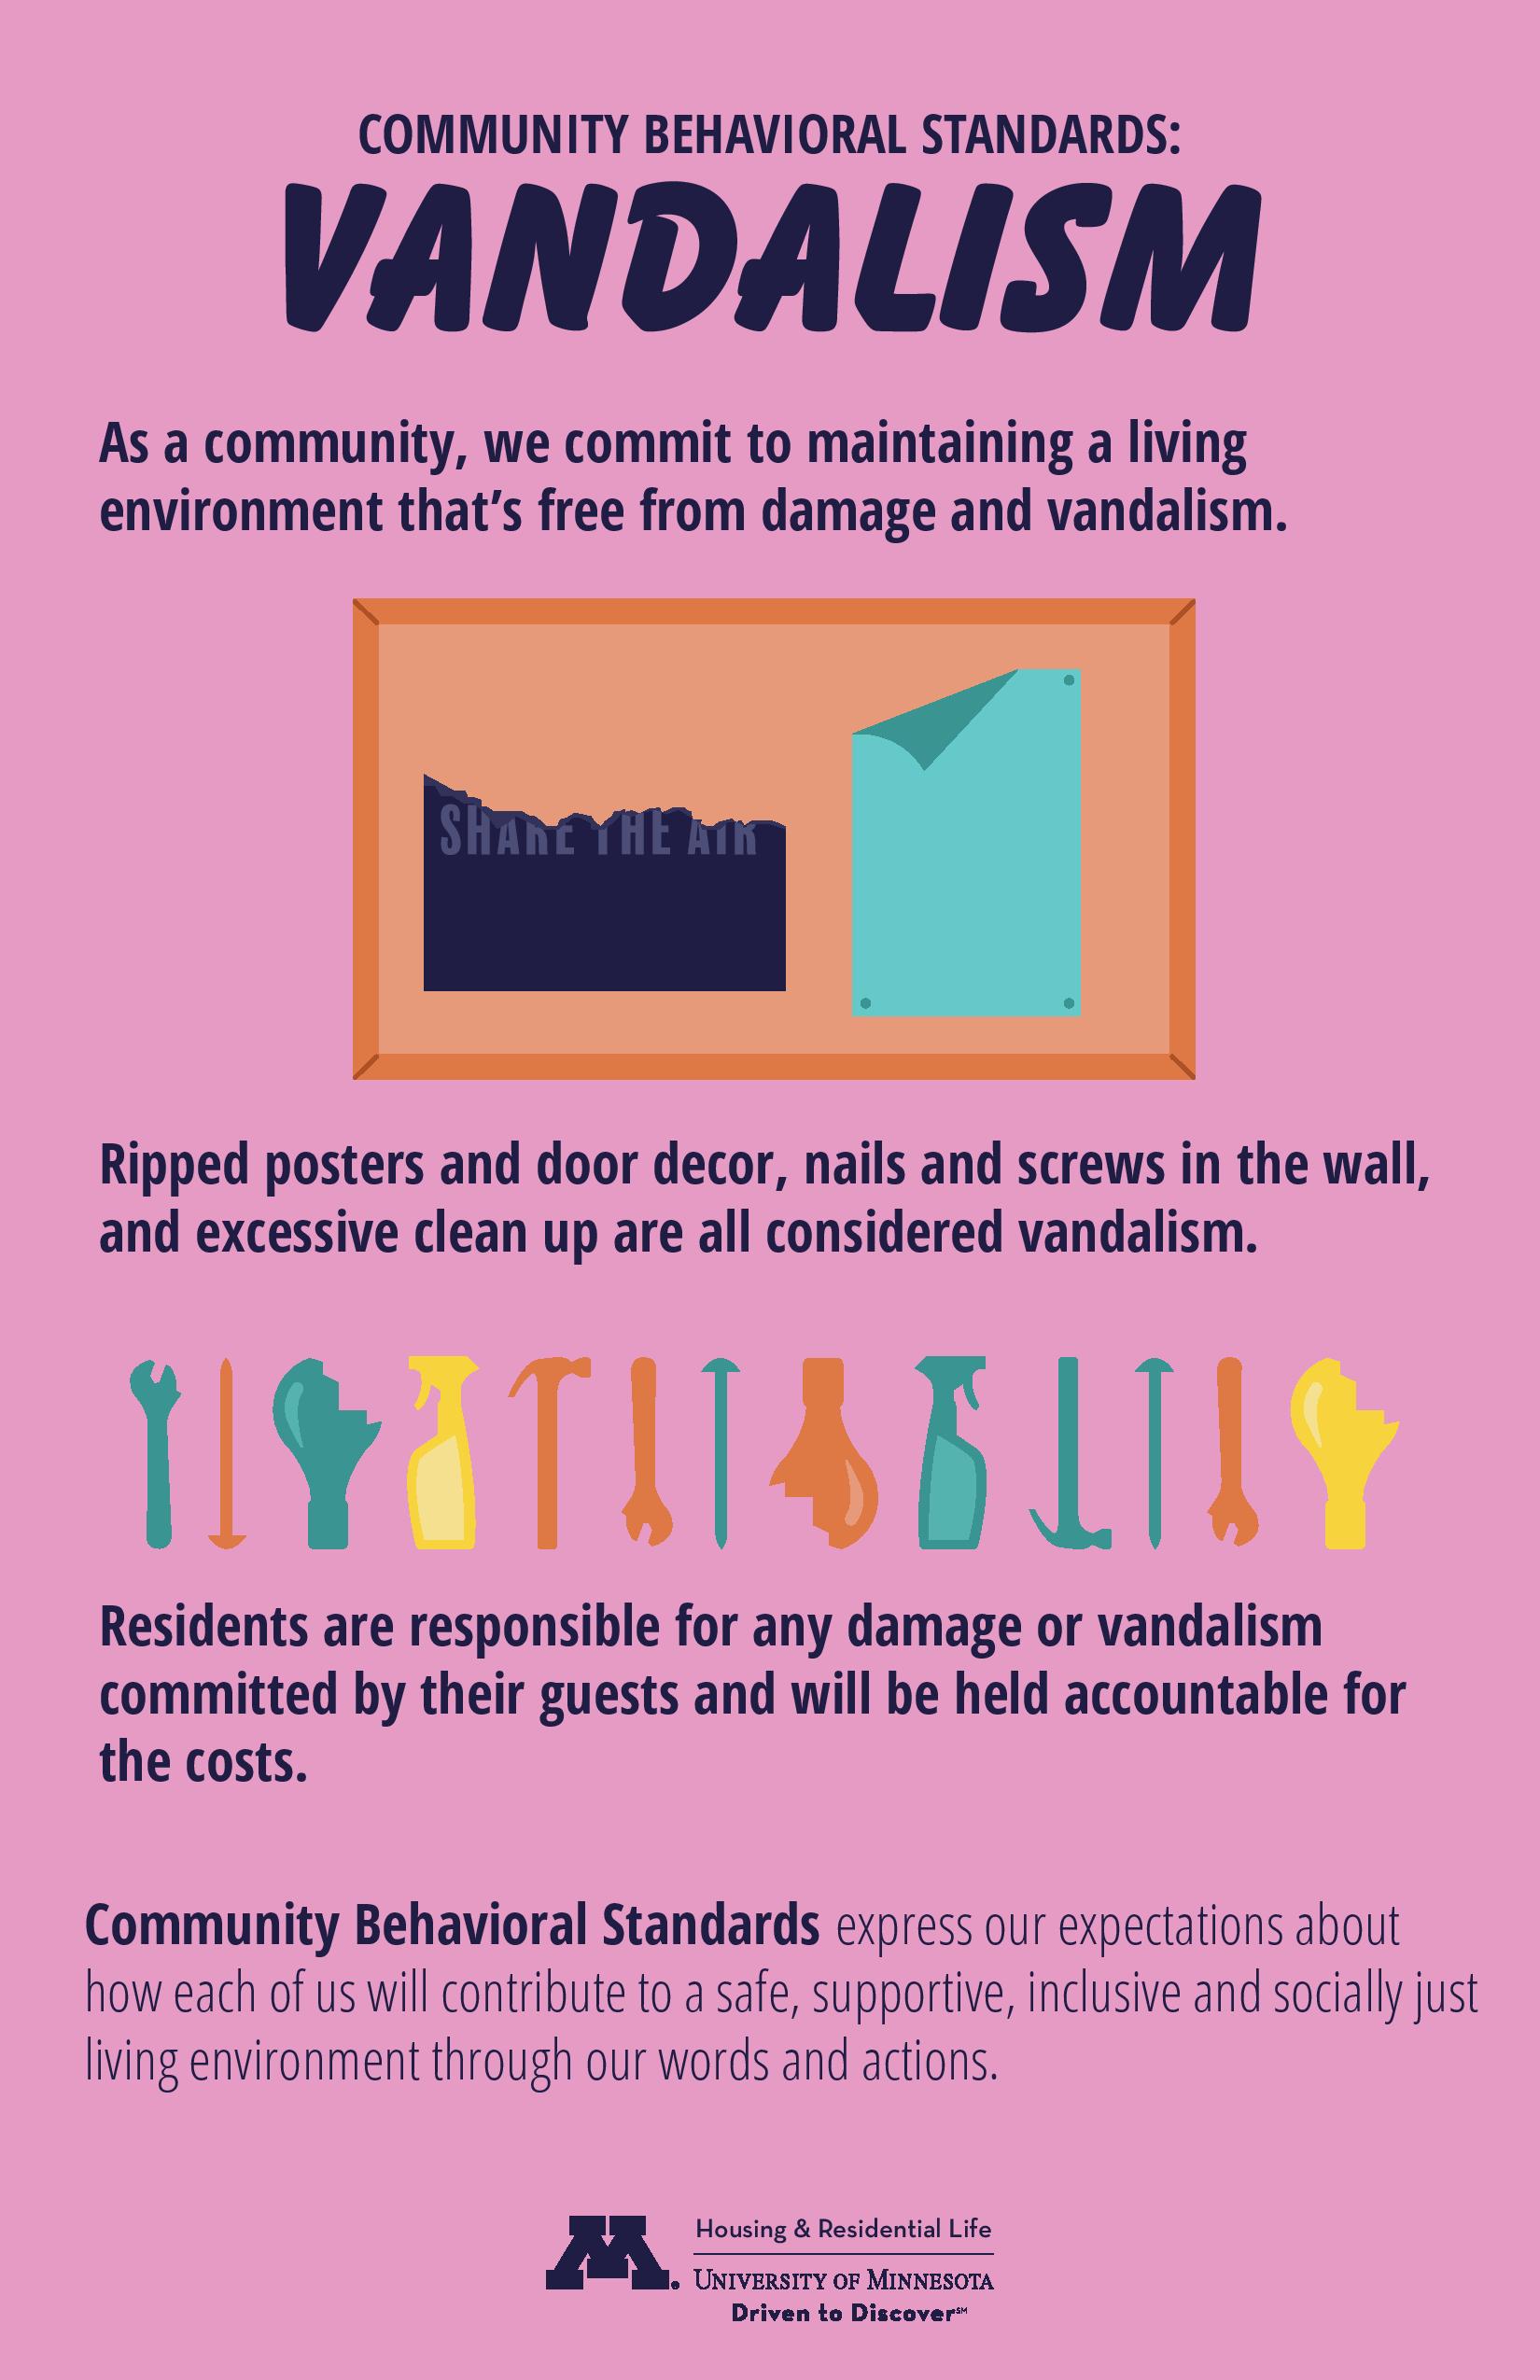 COMMUNITY BEHAVIORAL STANDARDS:
VANDALISM
As a community, we commit to maintaining a living
environment that’s free from damage and vandalism.
SHARE THE AIR
Ripped posters and door decor, nails and screws in the wall,
and excessive clean up are all considered vandalism.
Residents are responsible for any damage or vandalism
committed by their guests and will be held accountable for
the costs.
Community Behavioral Standards express our expectations about
how each of us will contribute to a safe, supportive, inclusive and socially just
living environment through our words and actions.
M
Housing & Residential Life
UNIVERSITY OF MINNESOTA
Driven to Discover℠